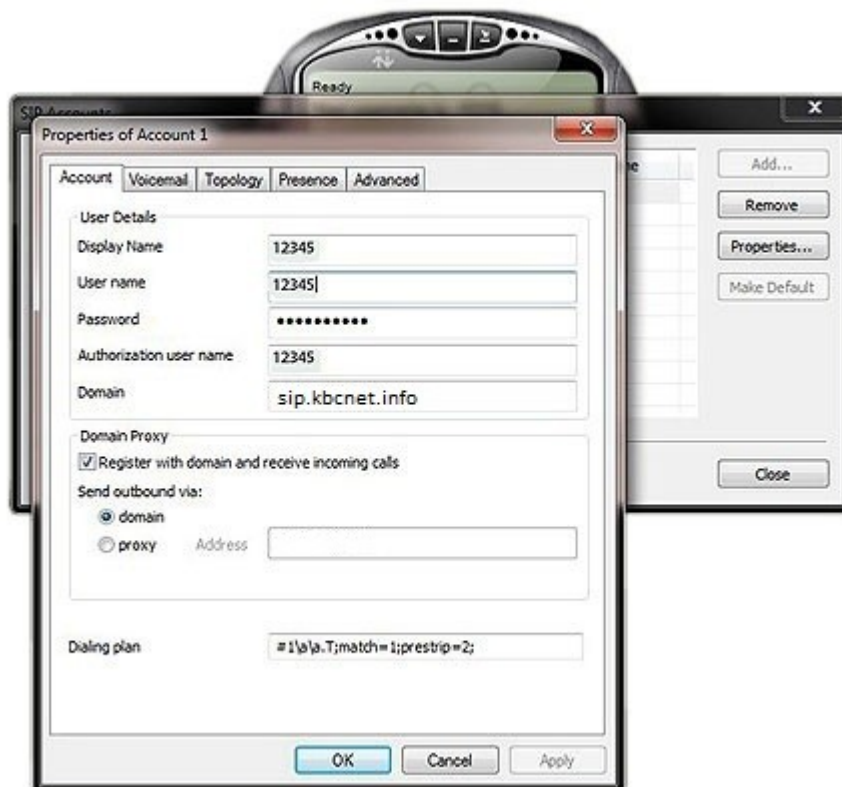 Ready
SIP Accounts
Properties of Account 1
Account Voicemail Topology Presence Advanced
User Details
Display Name 12345
User name 12345
Password ••••••••••
Authorization user name 12345
Domain sip.kbcnet.info
Domain Proxy
Register with domain and receive incoming calls
Send outbound via:
domain
proxy Address
Dialing plan #1\a\a.T;match=1;prestrip=2;
OK Cancel Apply
Add...
Remove
Properties...
Make Default
Close